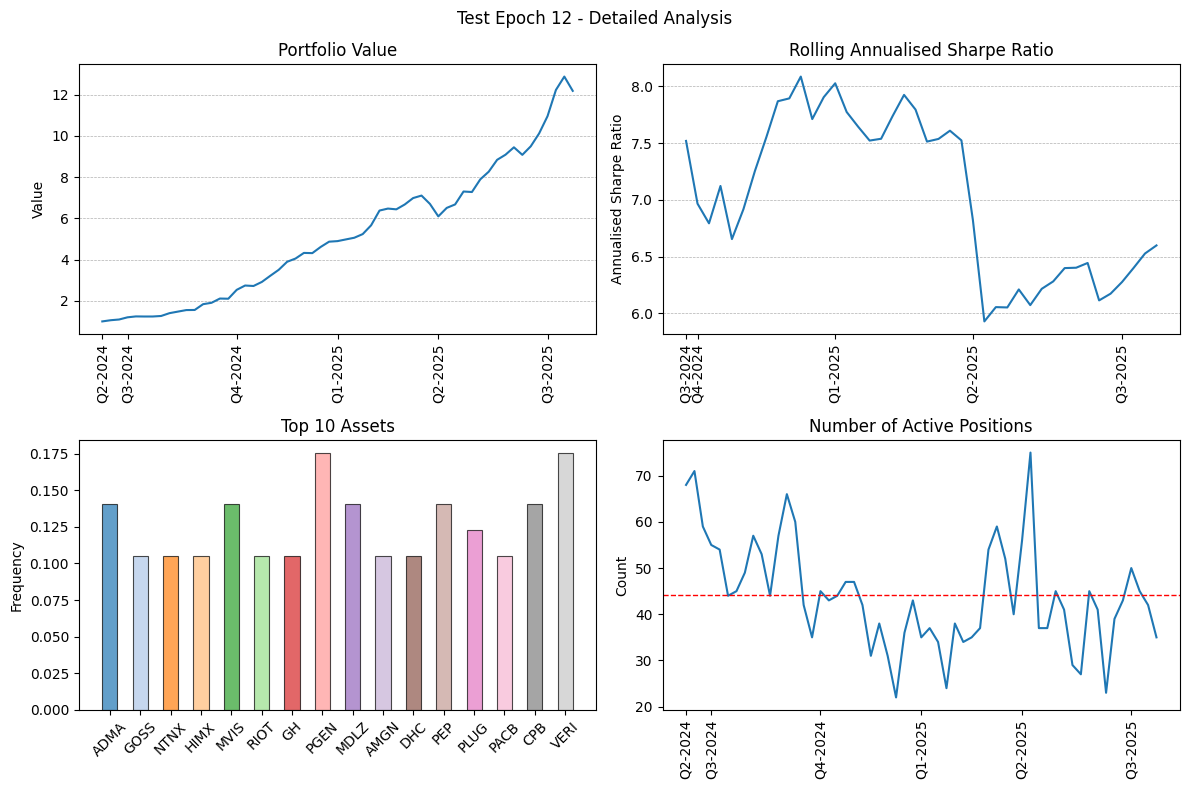 Test Epoch 12 - Detailed Analysis
Portfolio Value
Value
12
10
8
6
4
2
Q2-2024
Q3-2024
Q4-2024
Q1-2025
Q2-2025
Q3-2025
Rolling Annualised Sharpe Ratio
Annualised Sharpe Ratio
8.0
7.5
7.0
6.5
6.0
Q3-2024
Q4-2024
Q1-2025
Q2-2025
Q3-2025
Top 10 Assets
Frequency
0.175
0.150
0.125
0.100
0.075
0.050
0.025
0.000
ADMA
GOSS
NTNX
HIMX
MVIS
RIOT
GH
PGEN
MDLZ
AMGN
DHC
PEP
PLUG
PACB
CPB
VERI
Number of Active Positions
Count
70
60
50
40
30
20
Q2-2024
Q3-2024
Q4-2024
Q1-2025
Q2-2025
Q3-2025